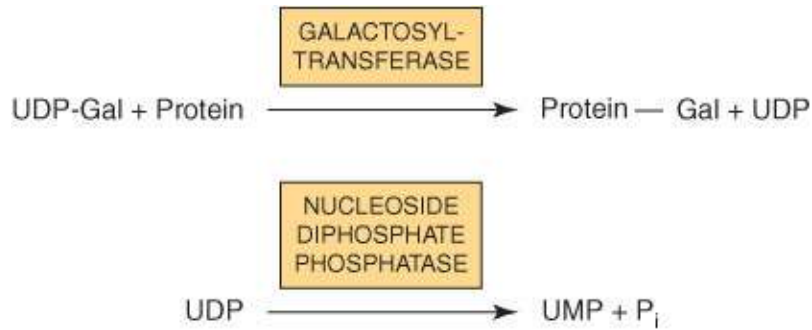 GALACTOSYL-
TRANSFERASE
UDP-Gal + Protein Protein — Gal + UDP
NUCLEOSIDE
DIPHOSPHATE
PHOSPHATASE
UDP UMP + Pi